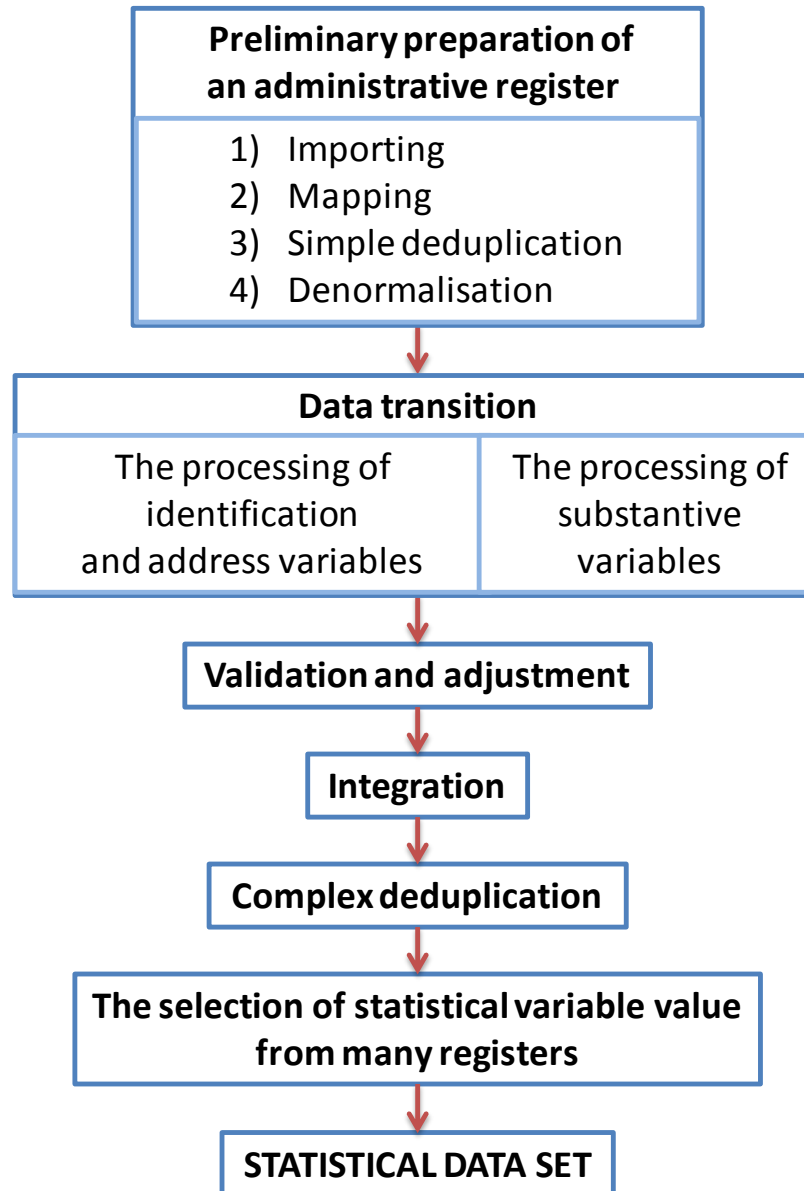 Preliminary preparation of
an administrative register
1) Importing
2) Mapping
3) Simple deduplication
4) Denormalisation
Data transition
The processing of
identification
and address variables
The processing of
substantive
variables
Validation and adjustment
Integration
Complex deduplication
The selection of statistical variable value
from many registers
STATISTICAL DATA SET